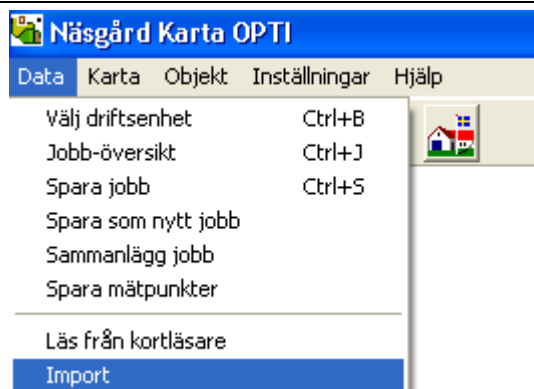 Näsgård Karta OPTI
Data Karta Objekt Inställningar Hjälp
Välj driftsenhet Ctrl+B
Jobb-översikt Ctrl+J
Spara jobb Ctrl+S
Spara som nytt jobb
Sammanlägg jobb
Spara mätpunkter
Läs från kortläsare
Import